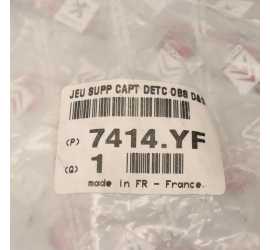 JEU SUPP CAPT DETC OBS D&G
(P) 7414.YF
(Q) 1
made in FR - France.